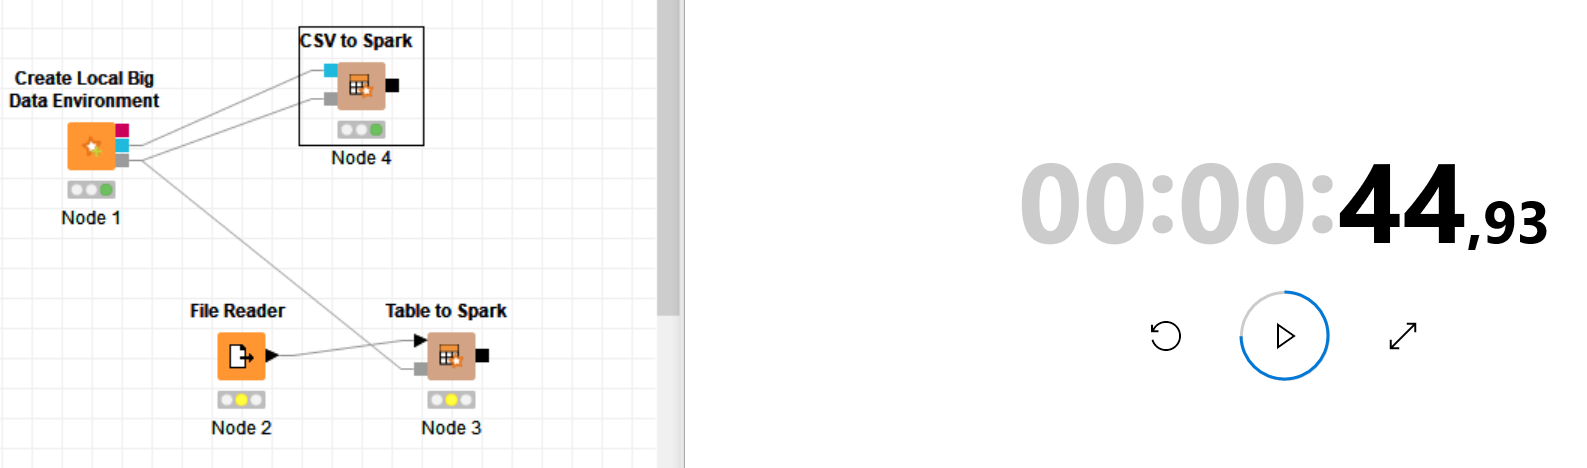 CSV to Spark
Create Local Big
Data Environment
Node 4
Node 1
File Reader
Table to Spark
Node 2
Node 3
00:00:44,93